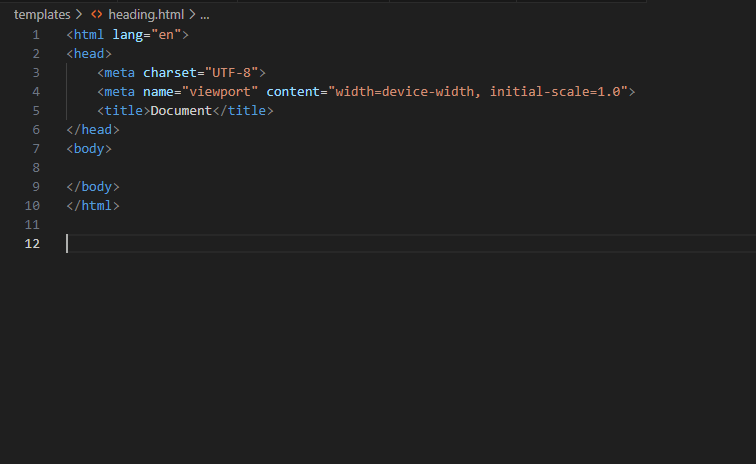 templates > <> heading.html > ...
1 <html lang="en">
2 <head>
3     <meta charset="UTF-8">
4     <meta name="viewport" content="width=device-width, initial-scale=1.0">
5     <title>Document</title>
6 </head>
7 <body>
8
9 </body>
10 </html>
11
12